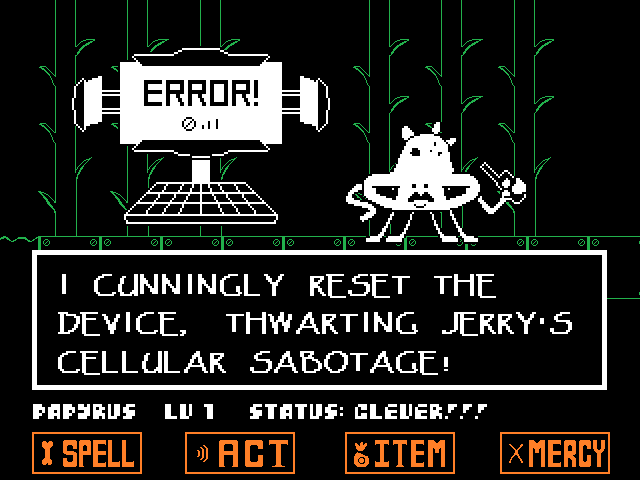 ERROR!
I CUNNINGLY RESET THE
DEVICE, THWARTING JERRY'S
CELLULAR SABOTAGE!
PAPYRUS LV 1 STATUS: CLEVER!!!
SPELL ACT ITEM MERCY